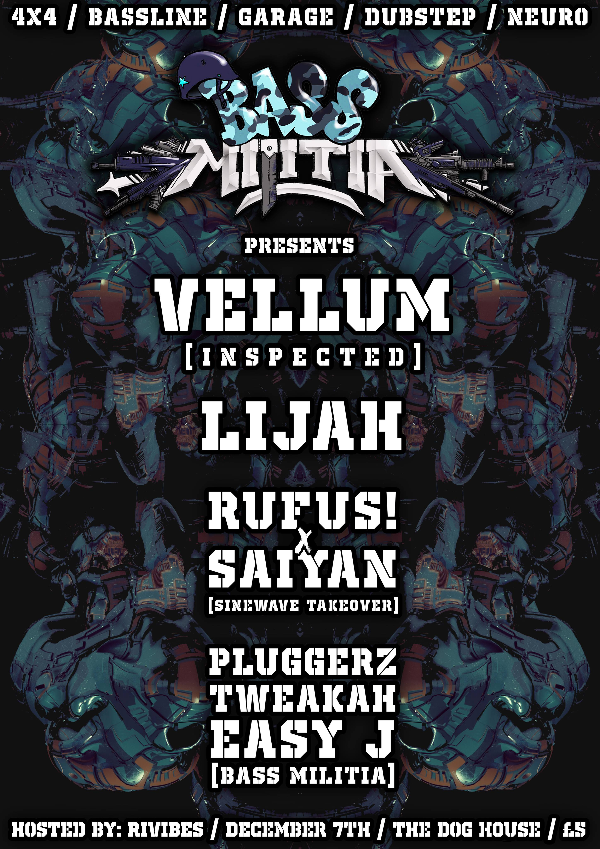 4X4 / BASSLINE / GARAGE / DUBSTEP / NEURO
BASS
MILITIA
PRESENTS
VELLUM
[INSPECTED]
LIJAH
RUFUS!
X
SAIYAN
[SINEWAVE TAKEOVER]
PLUGGERZ
TWEAKAH
EASY J
[BASS MILITIA]
HOSTED BY: RIVIBES / DECEMBER 7TH / THE DOG HOUSE / £5